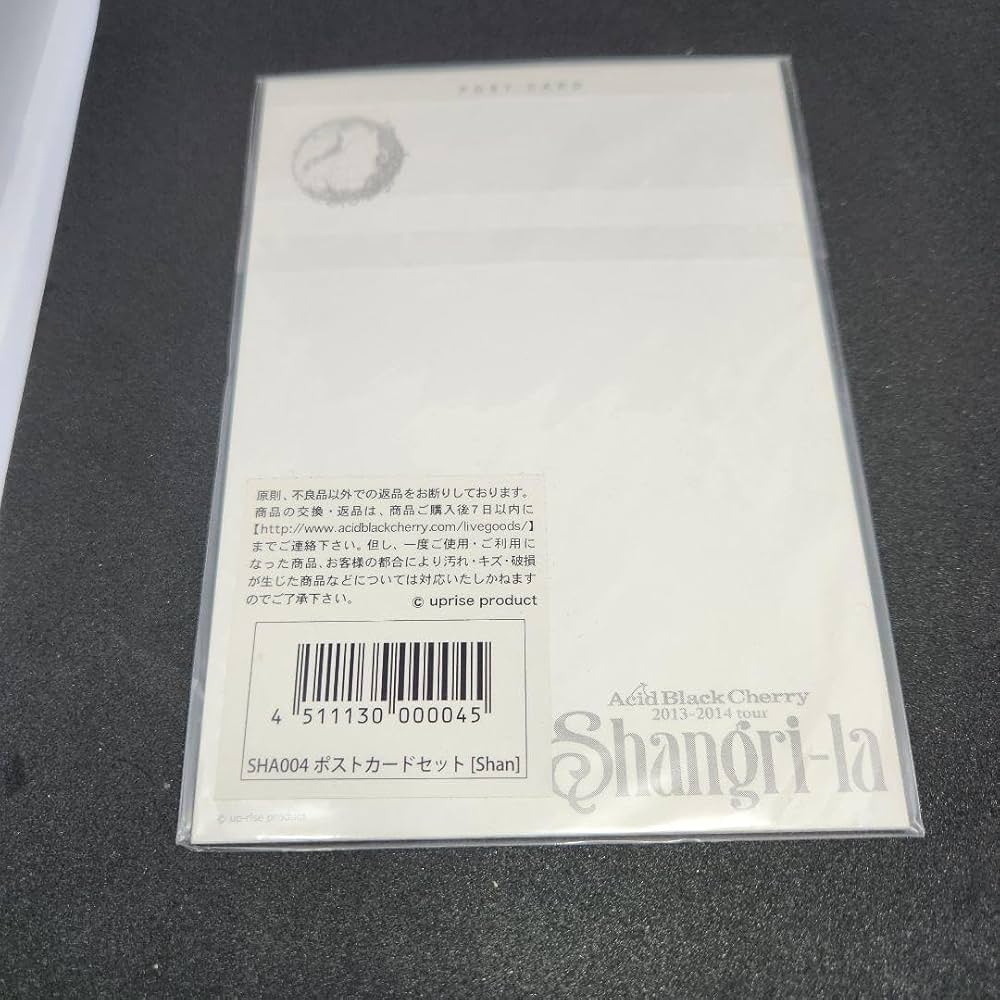 POST CARD
原則、不良品以外での返品をお断りしております。
商品の交換・返品は、商品ご購入後7日以内に
【http://www.acidblackcherry.com/livegoods/】
までご連絡下さい。但し、一度ご使用・ご利用に
なった商品、お客様の都合により汚れ・キズ・破損
が生じた商品などについては対応いたしかねます
のでご了承下さい。
© uprise product
4 511130 000045
SHA004 ポストカードセット [Shan]
Acid Black Cherry
2013-2014 tour
Shangri-la
© up-rise product